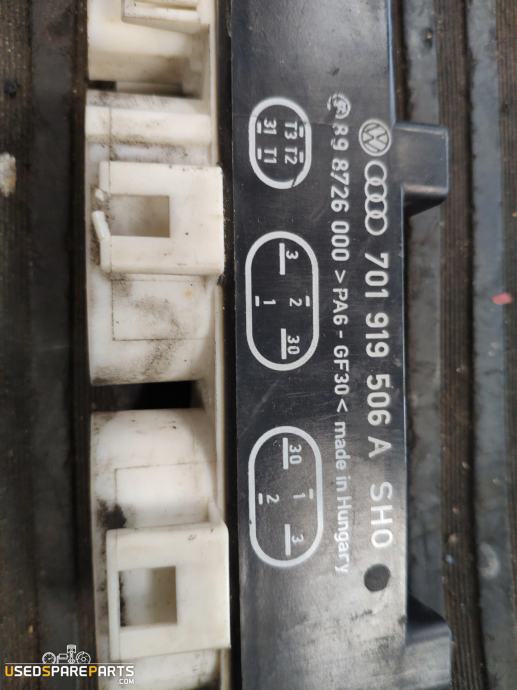 701 919 506 A SHO
89 8726 000 >PA6-GF30< made in Hungary
T3 T2
31 T1
3
2
1
30
30
1
2
3
USEDSPAREPARTS
.COM